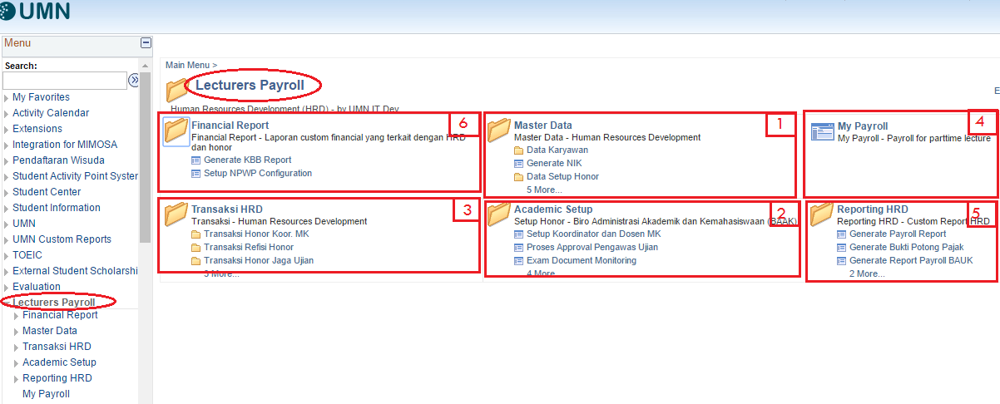 UMN
Menu
Search:
My Favorites
Activity Calendar
Extensions
Integration for MIMOSA
Pendaftaran Wisuda
Student Activity Point System
Student Center
Student Information
UMN
UMN Custom Reports
TOEIC
External Student Scholarshi
Evaluation
Lecturers Payroll
Financial Report
Master Data
Transaksi HRD
Academic Setup
Reporting HRD
My Payroll
Main Menu >
Lecturers Payroll
Human Resources Development (HRD) - by UMN IT Dev
E
6
Financial Report
Financial Report - Laporan custom financial yang terkait dengan HRD
dan honor
Generate KBB Report
Setup NPWP Configuration
1
Master Data
Master Data - Human Resources Development
Data Karyawan
Generate NIK
Data Setup Honor
5 More...
4
My Payroll
My Payroll - Payroll for parttime lecture
3
Transaksi HRD
Transaksi - Human Resources Development
Transaksi Honor Koor. MK
Transaksi Refisi Honor
Transaksi Honor Jaga Ujian
3 More...
2
Academic Setup
Setup Honor - Biro Administrasi Akademik dan Kemahasiswaan (BAAK)
Setup Koordinator dan Dosen MK
Proses Approval Pengawas Ujian
Exam Document Monitoring
4 More...
5
Reporting HRD
Reporting HRD - Custom Report HRD
Generate Payroll Report
Generate Bukti Potong Pajak
Generate Report Payroll BAUK
2 More...